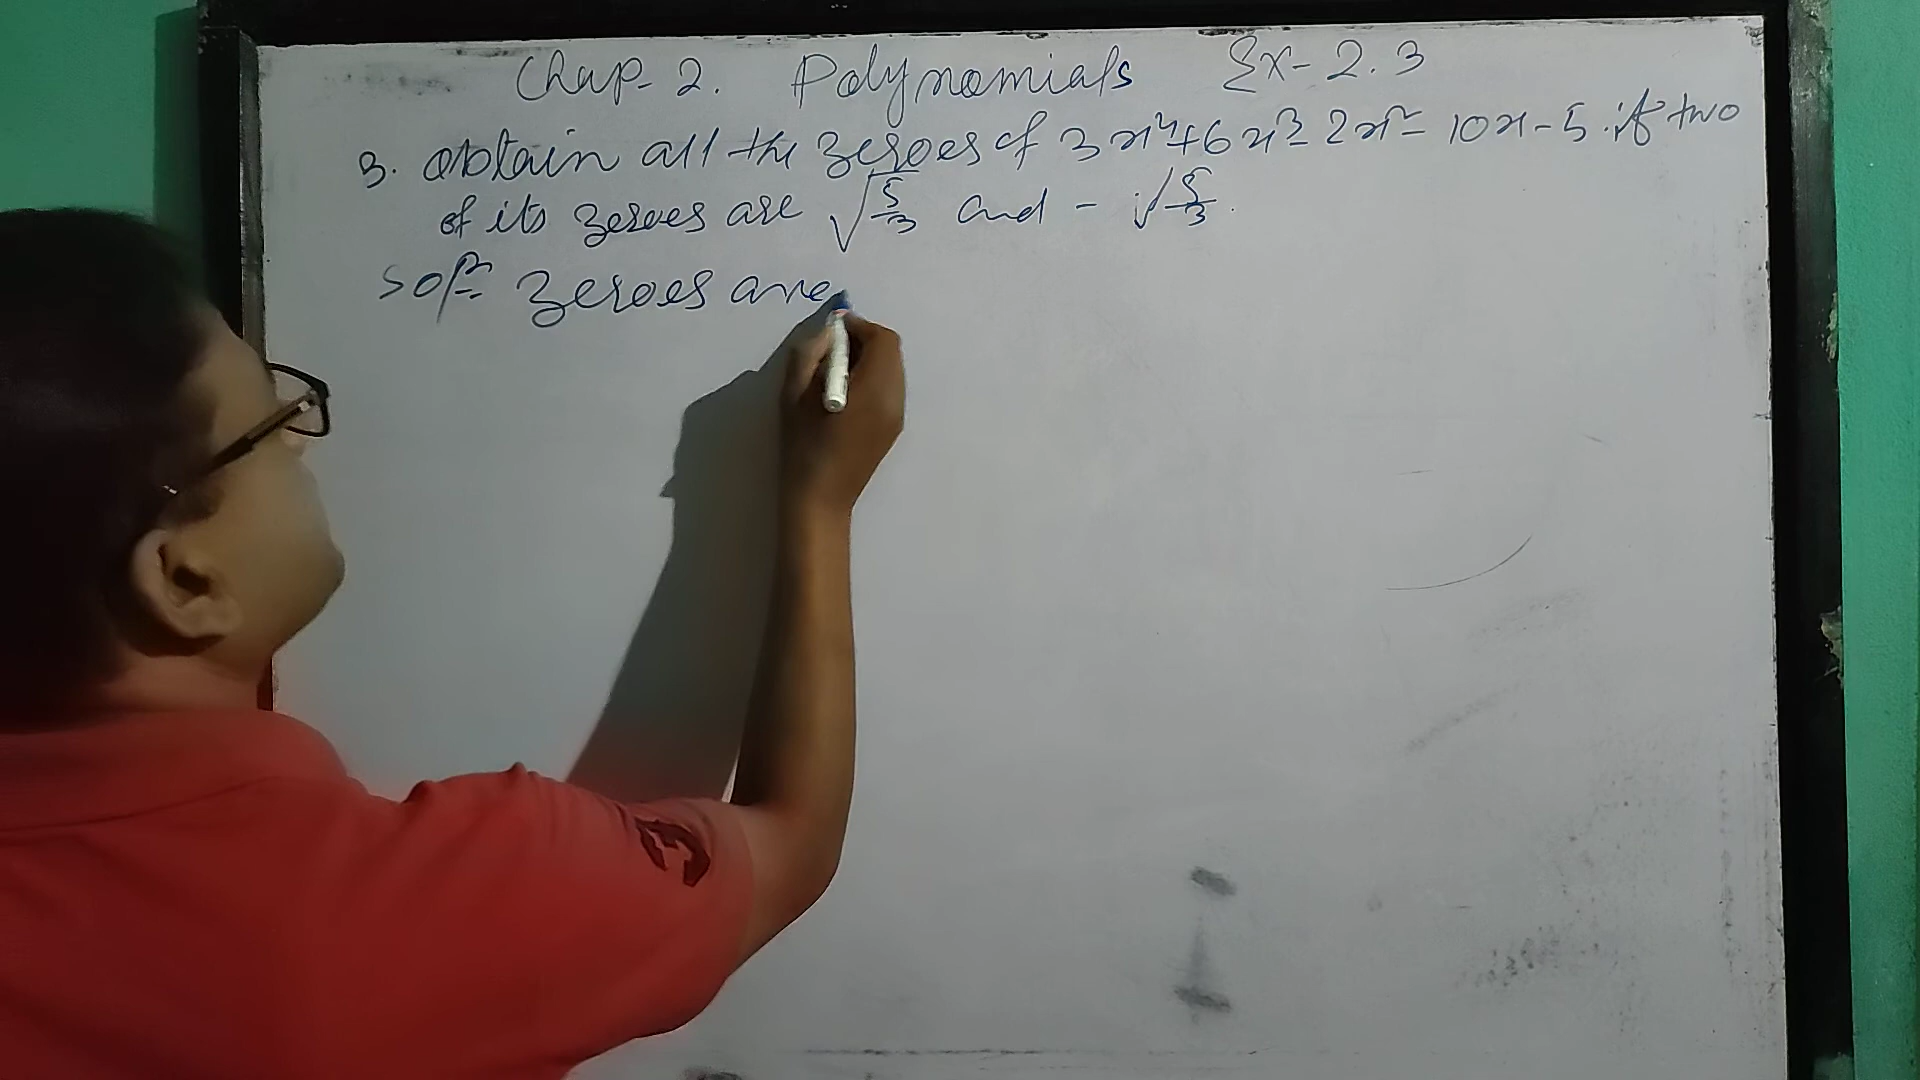 Chap- 2. Polynomials Ex- 2.3
3. obtain all the zeroes of 3x⁴+6x³-2x²-10x-5 if two
of its zeroes are √5/3 and - √5/3.
Solⁿ= zeroes are